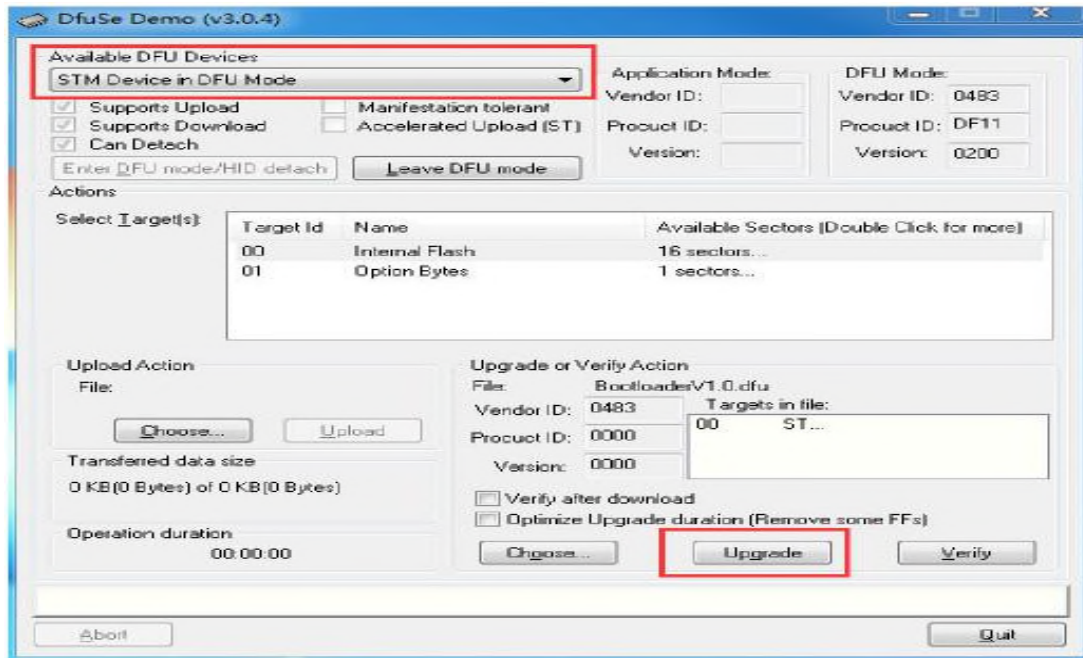 DfuSe Demo (v3.0.4)
Available DFU Devices
STM Device in DFU Mode
Supports Upload
Manifestation tolerant
Supports Download
Accelerated Upload (ST)
Can Detach
Enter DFU mode/HID detach
Leave DFU mode
Application Mode:
Vendor ID:
Product ID:
Version:
DFU Mode:
Vendor ID: 0483
Product ID: DF11
Version: 0200
Actions
Select Target(s):
Target Id Name Available Sectors (Double Click for more)
00 Internal Flash 16 sectors...
01 Option Bytes 1 sectors...
Upload Action
File:
Choose... Upload
Transferred data size
0 KB(0 Bytes) of 0 KB(0 Bytes)
Operation duration
00:00:00
Upgrade or Verify Action
File: BootloaderV1.0.dfu
Vendor ID: 0483
Product ID: 0000
Version: 0000
Targets in file:
00 ST...
Verify after download
Optimize Upgrade duration (Remove some FFs)
Choose... Upgrade Verify
Abort Quit